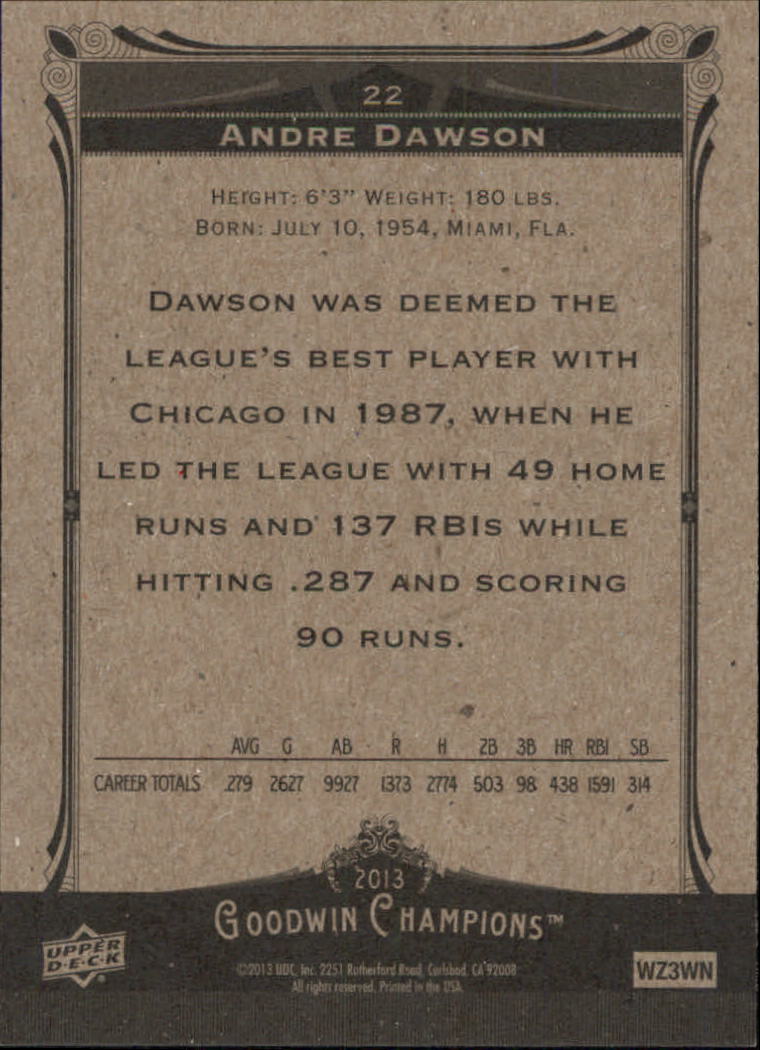 22
ANDRE DAWSON
HEIGHT: 6'3" WEIGHT: 180 LBS.
BORN: JULY 10, 1954, MIAMI, FLA.
DAWSON WAS DEEMED THE
LEAGUE'S BEST PLAYER WITH
CHICAGO IN 1987, WHEN HE
LED THE LEAGUE WITH 49 HOME
RUNS AND 137 RBIS WHILE
HITTING .287 AND SCORING
90 RUNS.
AVG G AB R H 2B 3B HR RBI SB
CAREER TOTALS .279 2627 9927 1373 2774 503 98 438 1591 314
2013
GOODWIN CHAMPIONS™
UPPER
D·E·C·K
©2013 UDC, Inc. 2251 Rutherford Road, Carlsbad, CA 92008
All rights reserved. Printed in the USA.
WZ3WN